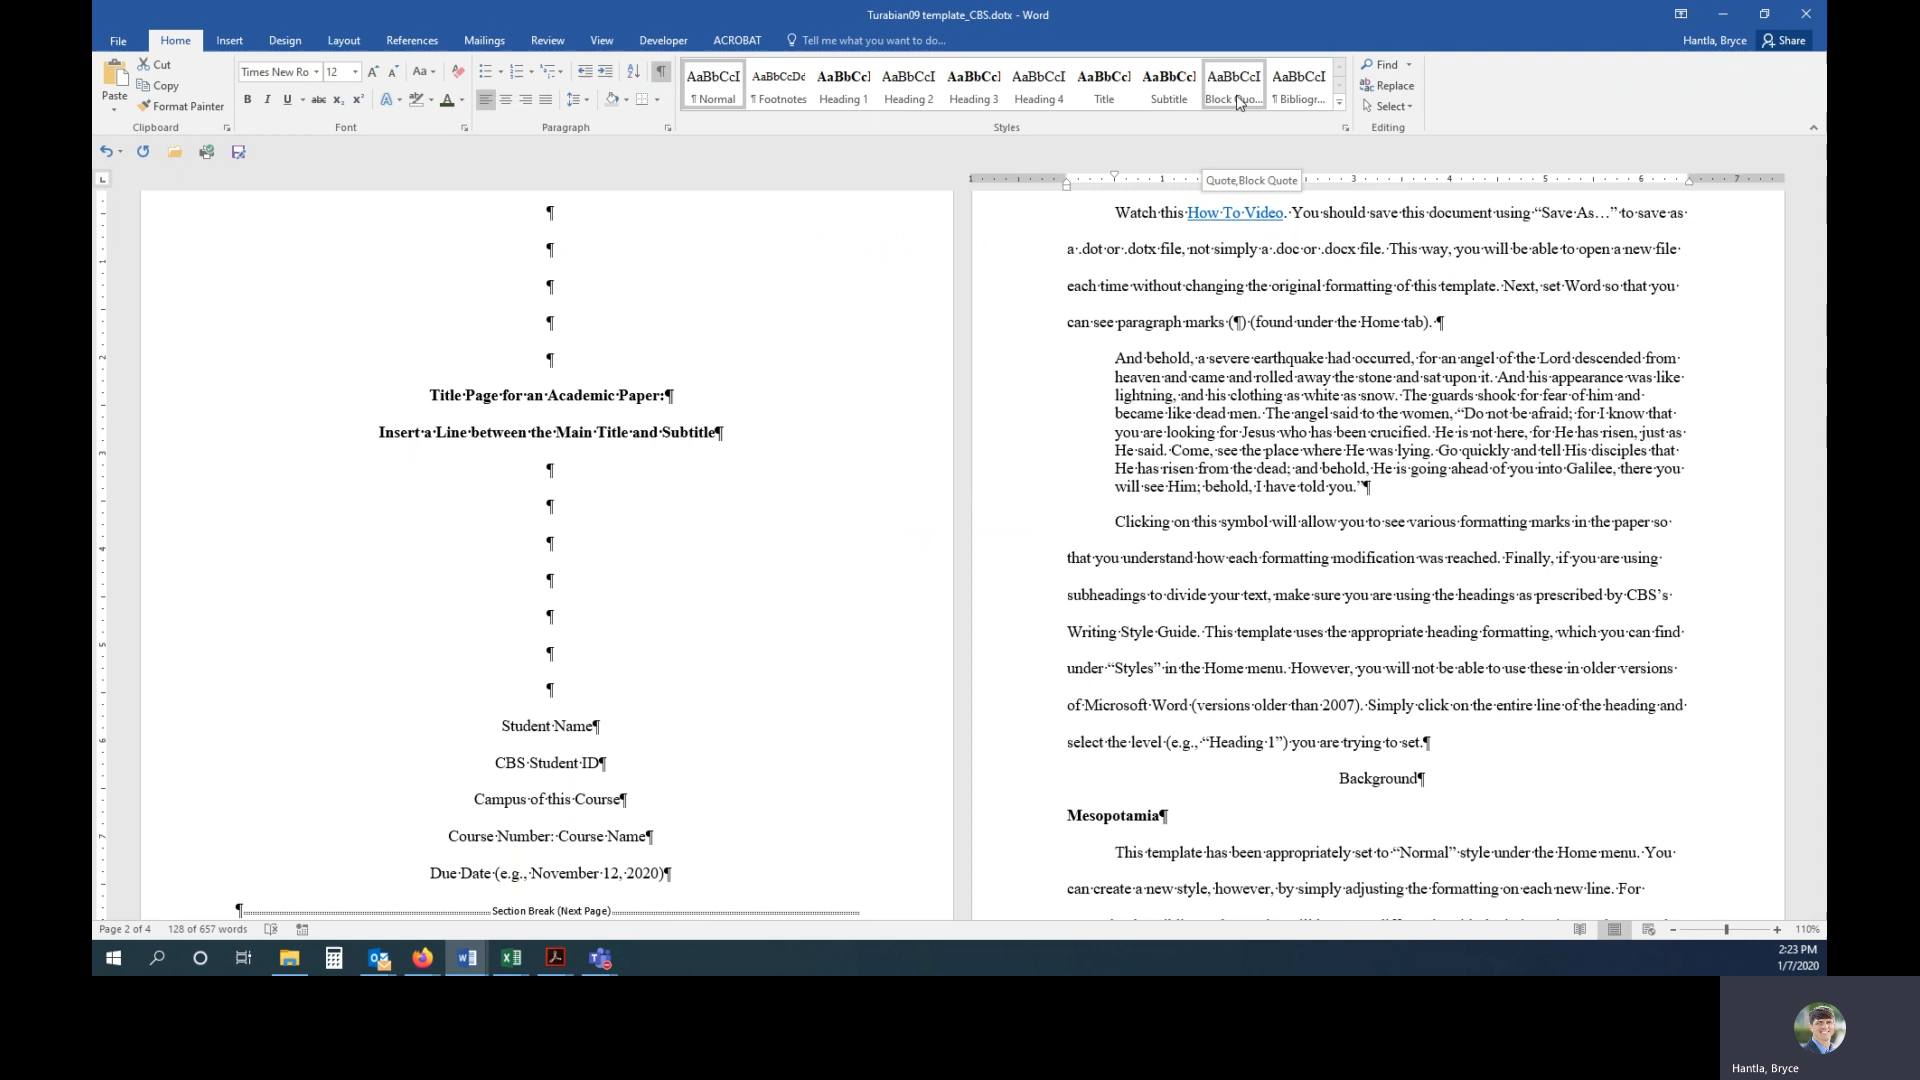 Turabian09 template_CBS.dotx - Word
File Home Insert Design Layout References Mailings Review View Developer ACROBAT Tell me what you want to do... Hantla, Bryce Share
Paste
Cut
Copy
Format Painter
Clipboard
Times New Ro 12 Aa
B I U abc x₂ x² A A
Font
Paragraph
AaBbCcI AaBbCcDd AaBbCcI AaBbCcI AaBbCcI AaBbCcI AaBbCcI AaBbCcI AaBbCcI AaBbCcI
¶ Normal ¶ Footnotes Heading 1 Heading 2 Heading 3 Heading 4 Title Subtitle Block Quo... ¶ Bibliogr...
Styles
Find
Replace
Select
Editing
Quote,Block Quote
¶
¶
¶
¶
¶
Title Page for an Academic Paper:¶
Insert a Line between the Main Title and Subtitle¶
¶
¶
¶
¶
¶
¶
¶
Student Name¶
CBS Student ID¶
Campus of this Course¶
Course Number: Course Name¶
Due Date (e.g., November 12, 2020)¶
¶ Section Break (Next Page)
1 1 3 4 5 6 7
Watch this How To Video. You should save this document using “Save As…” to save as
a .dot or .dotx file, not simply a .doc or .docx file. This way, you will be able to open a new file
each time without changing the original formatting of this template. Next, set Word so that you
can see paragraph marks (¶) (found under the Home tab). ¶
And behold, a severe earthquake had occurred, for an angel of the Lord descended from
heaven and came and rolled away the stone and sat upon it. And his appearance was like
lightning, and his clothing as white as snow. The guards shook for fear of him and
became like dead men. The angel said to the women, “Do not be afraid; for I know that
you are looking for Jesus who has been crucified. He is not here, for He has risen, just as
He said. Come, see the place where He was lying. Go quickly and tell His disciples that
He has risen from the dead; and behold, He is going ahead of you into Galilee, there you
will see Him; behold, I have told you.”¶
Clicking on this symbol will allow you to see various formatting marks in the paper so
that you understand how each formatting modification was reached. Finally, if you are using
subheadings to divide your text, make sure you are using the headings as prescribed by CBS’s
Writing Style Guide. This template uses the appropriate heading formatting, which you can find
under “Styles” in the Home menu. However, you will not be able to use these in older versions
of Microsoft Word (versions older than 2007). Simply click on the entire line of the heading and
select the level (e.g., “Heading 1”) you are trying to set.¶
Background¶
Mesopotamia¶
This template has been appropriately set to “Normal” style under the Home menu. You
can create a new style, however, by simply adjusting the formatting on each new line. For
Page 2 of 4 128 of 657 words 110%
2:23 PM
1/7/2020
Hantla, Bryce